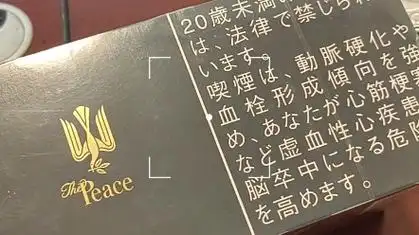 The Peace
20歳未満
は、法律で禁じられ
います。
喫煙は、動脈硬化や
血栓形成傾向を強
め、あなたが心筋梗
など虚血性心疾患
脳卒中になる危険
を高めます。